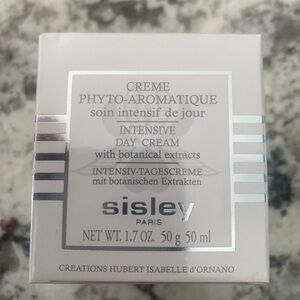 CREME
PHYTO-AROMATIQUE
soin intensif de jour
INTENSIVE
DAY CREAM
with botanical extracts
INTENSIV-TAGESCREME
mit botanischen Extrakten
sisley
PARIS
NET WT. 1.7 OZ. 50 g 50 ml
CREATIONS HUBERT ISABELLE d'ORNANO